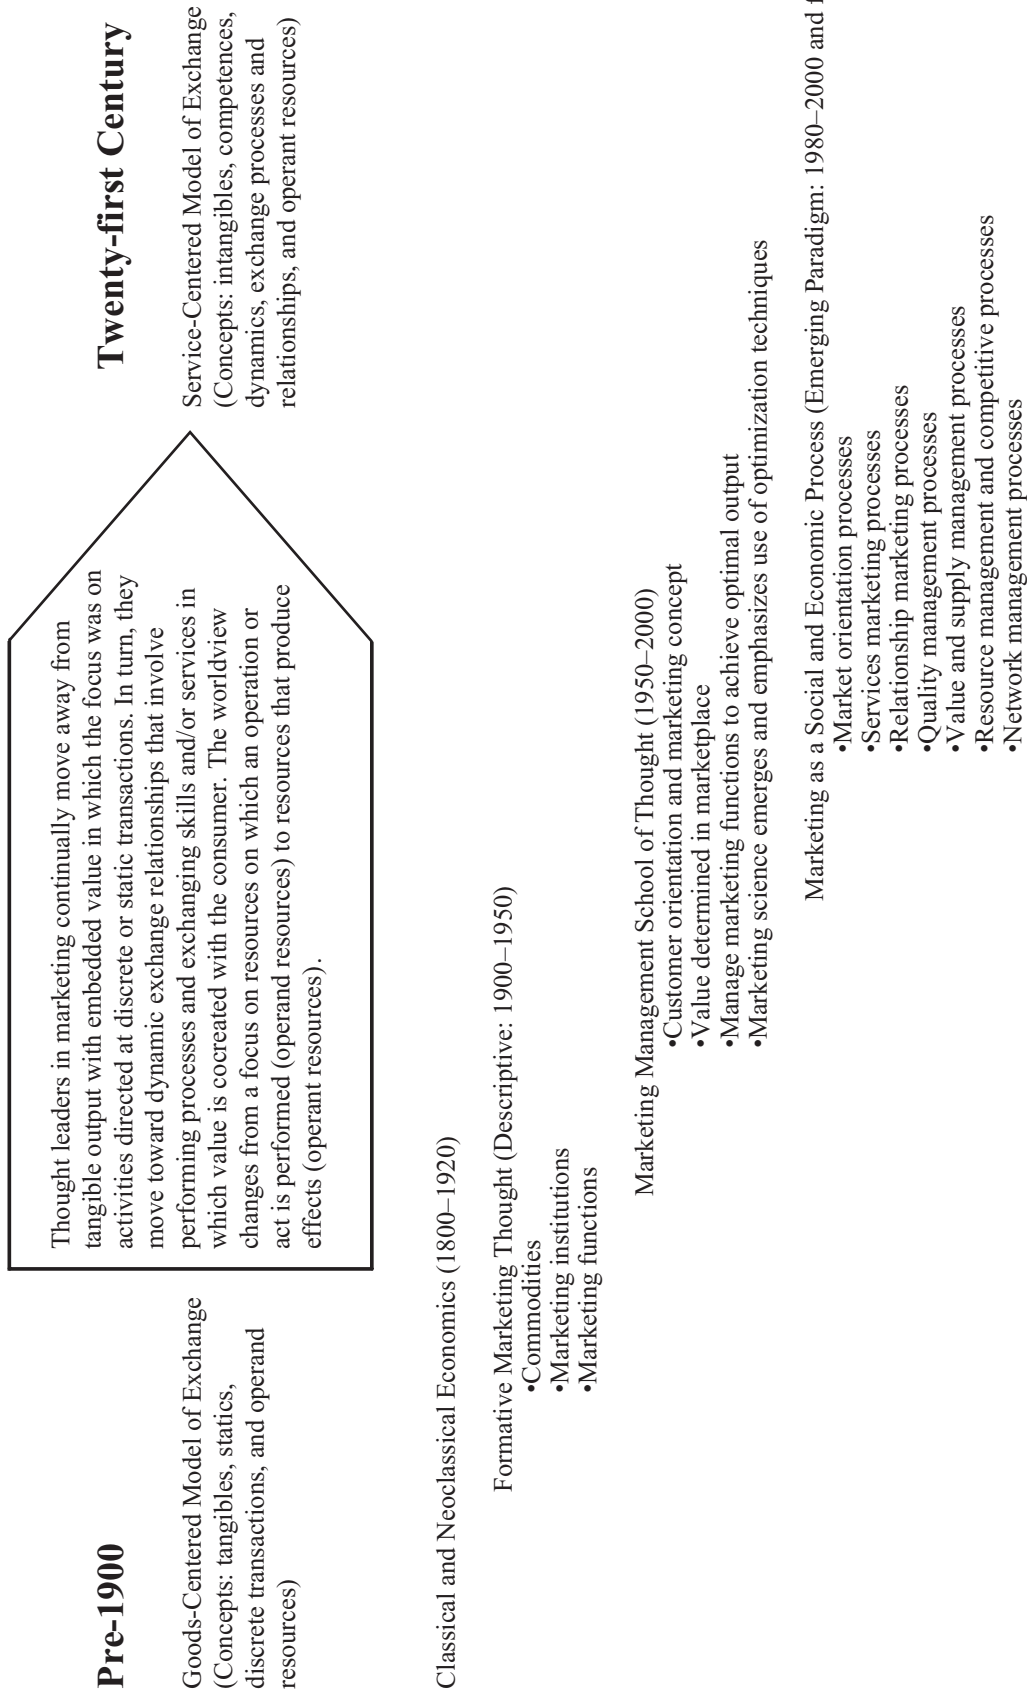 Pre-1900
Goods-Centered Model of Exchange
(Concepts: tangibles, statics,
discrete transactions, and operand
resources)
Thought leaders in marketing continually move away from
tangible output with embedded value in which the focus was on
activities directed at discrete or static transactions. In turn, they
move toward dynamic exchange relationships that involve
performing processes and exchanging skills and/or services in
which value is cocreated with the consumer. The worldview
changes from a focus on resources on which an operation or
act is performed (operand resources) to resources that produce
effects (operant resources).
Twenty-first Century
Service-Centered Model of Exchange
(Concepts: intangibles, competences,
dynamics, exchange processes and
relationships, and operant resources)
Classical and Neoclassical Economics (1800–1920)
Formative Marketing Thought (Descriptive: 1900–1950)
•Commodities
•Marketing institutions
•Marketing functions
Marketing Management School of Thought (1950–2000)
•Customer orientation and marketing concept
•Value determined in marketplace
•Manage marketing functions to achieve optimal output
•Marketing science emerges and emphasizes use of optimization techniques
Marketing as a Social and Economic Process (Emerging Paradigm: 1980–2000 and
•Market orientation processes
•Services marketing processes
•Relationship marketing processes
•Quality management processes
•Value and supply management processes
•Resource management and competitive processes
•Network management processes